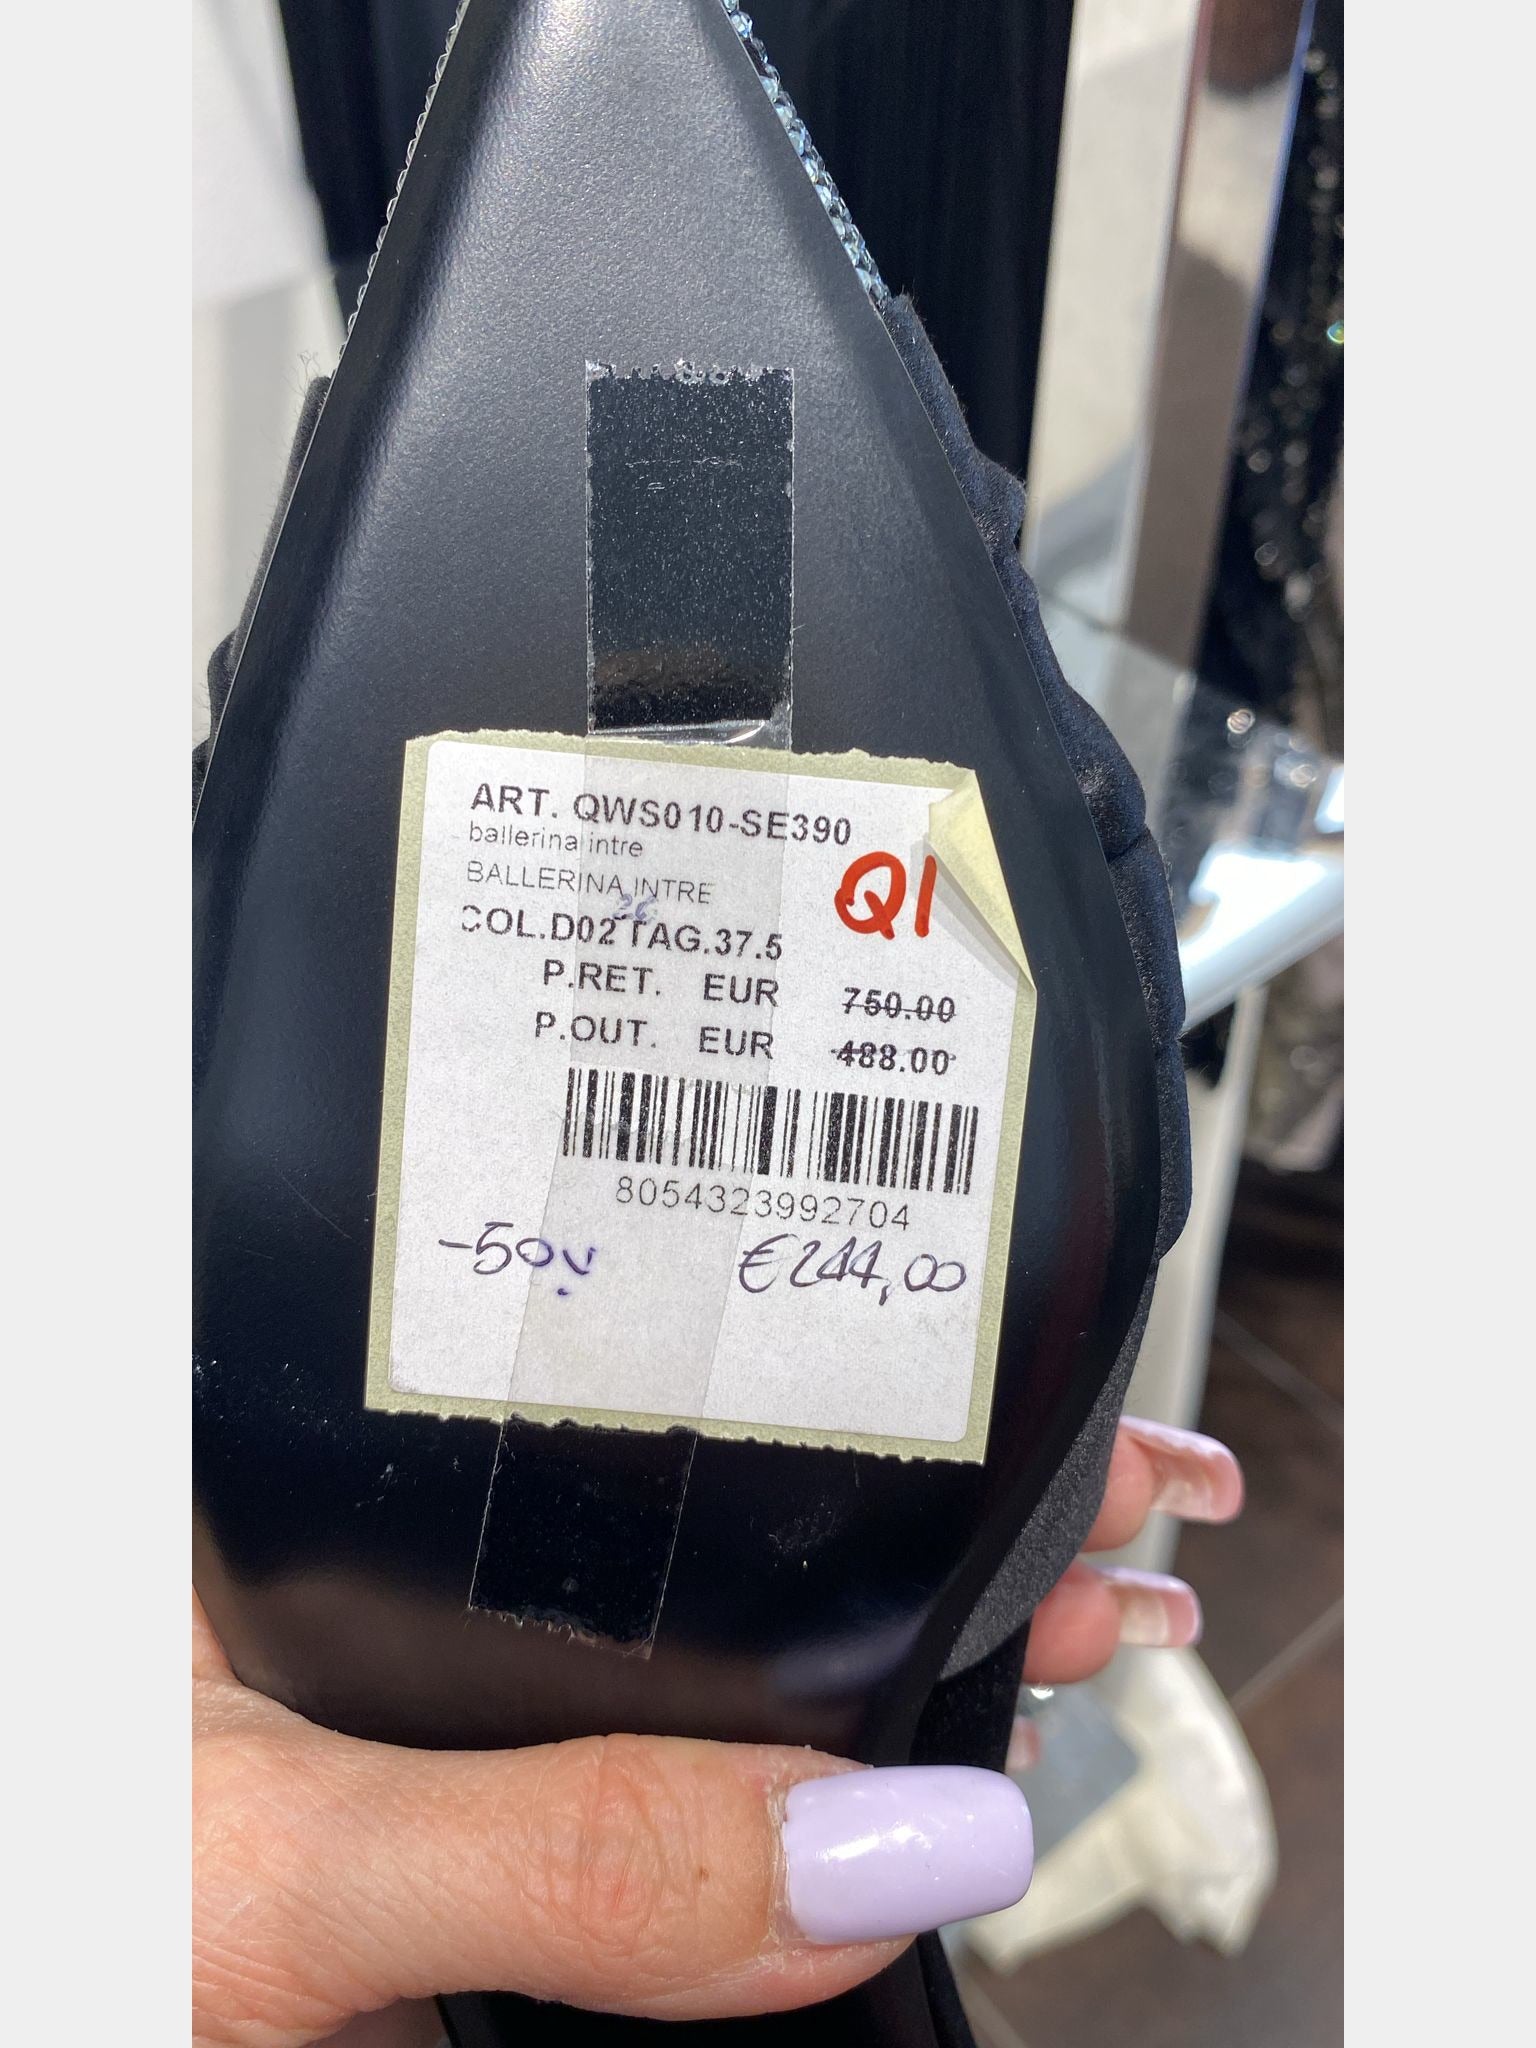 ART. QWS010-SE390
ballerina intre
BALLERINA INTRE
Q1
COL.D02 TAG.37.5
P.RET. EUR 750.00
P.OUT. EUR 488.00
8054323992704
-50% €244,00